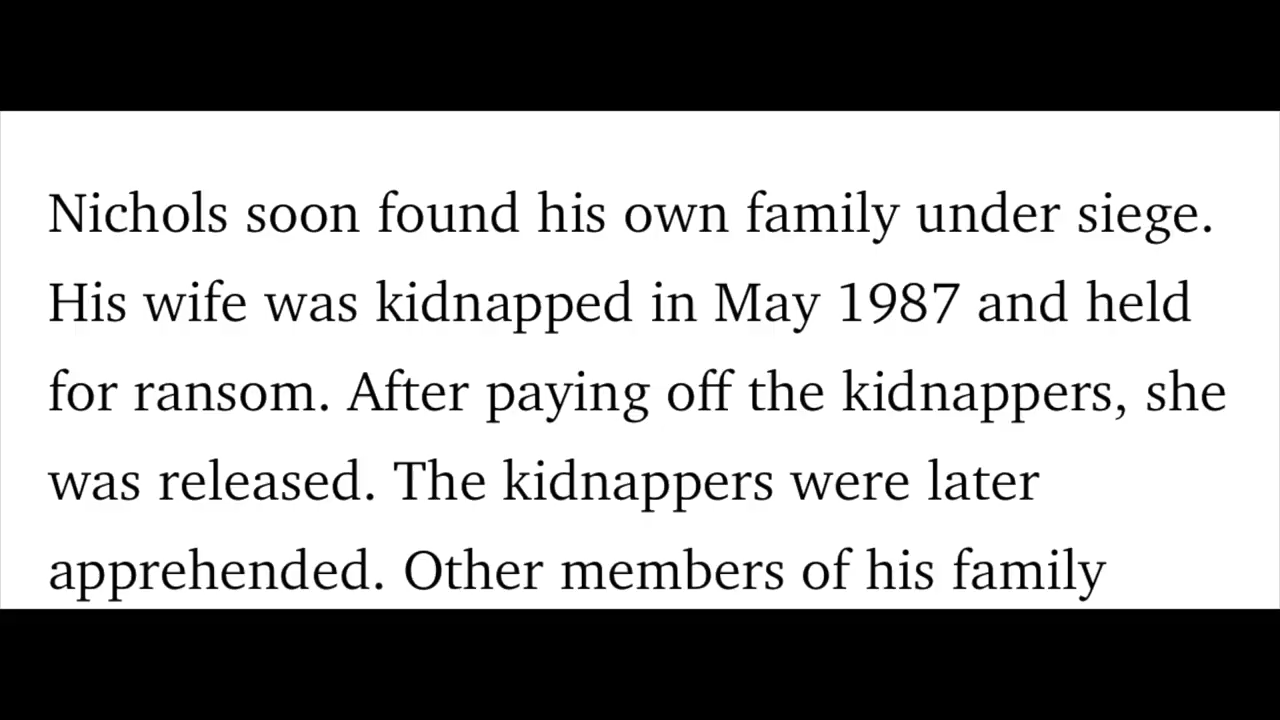 Nichols soon found his own family under siege.
His wife was kidnapped in May 1987 and held
for ransom. After paying off the kidnappers, she
was released. The kidnappers were later
apprehended. Other members of his family